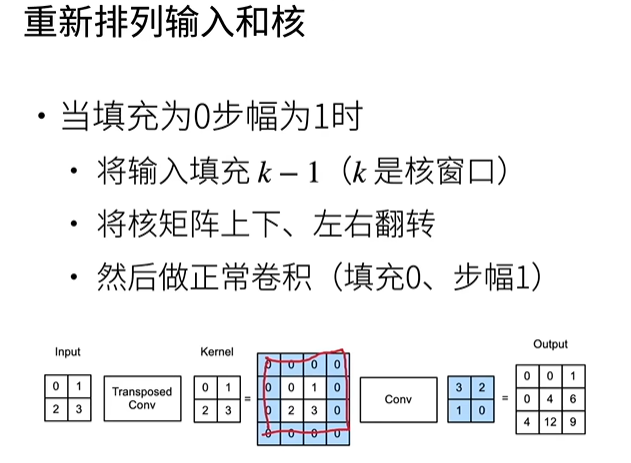 重新排列输入和核
• 当填充为0步幅为1时
• 将输入填充 k – 1（k 是核窗口）
• 将核矩阵上下、左右翻转
• 然后做正常卷积（填充0、步幅1）
Input Kernel Output
0 1
2 3
Transposed
Conv
0 1
2 3
=
0 0 0 0
0 0 1 0
0 2 3 0
0 0 0 0
Conv
3 2
1 0
=
0 0 1
0 4 6
4 12 9